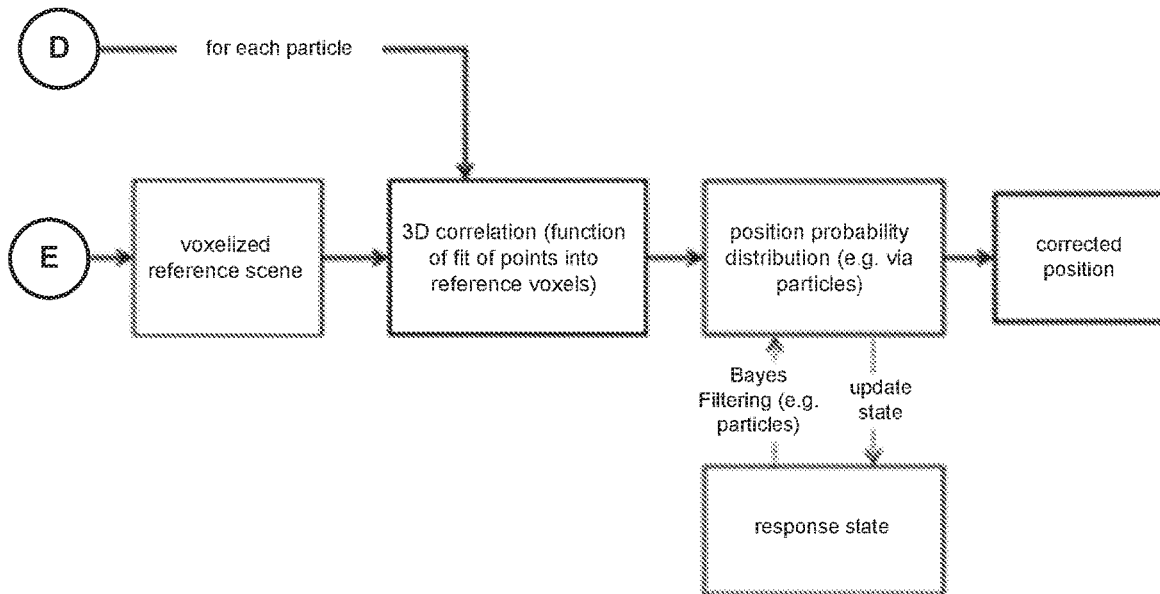 D
for each particle
E
voxelized
reference scene
3D correlation (function
of fit of points into
reference voxels)
position probability
distribution (e.g. via
particles)
corrected
position
Bayes
Filtering (e.g.
particles)
update
state
response state